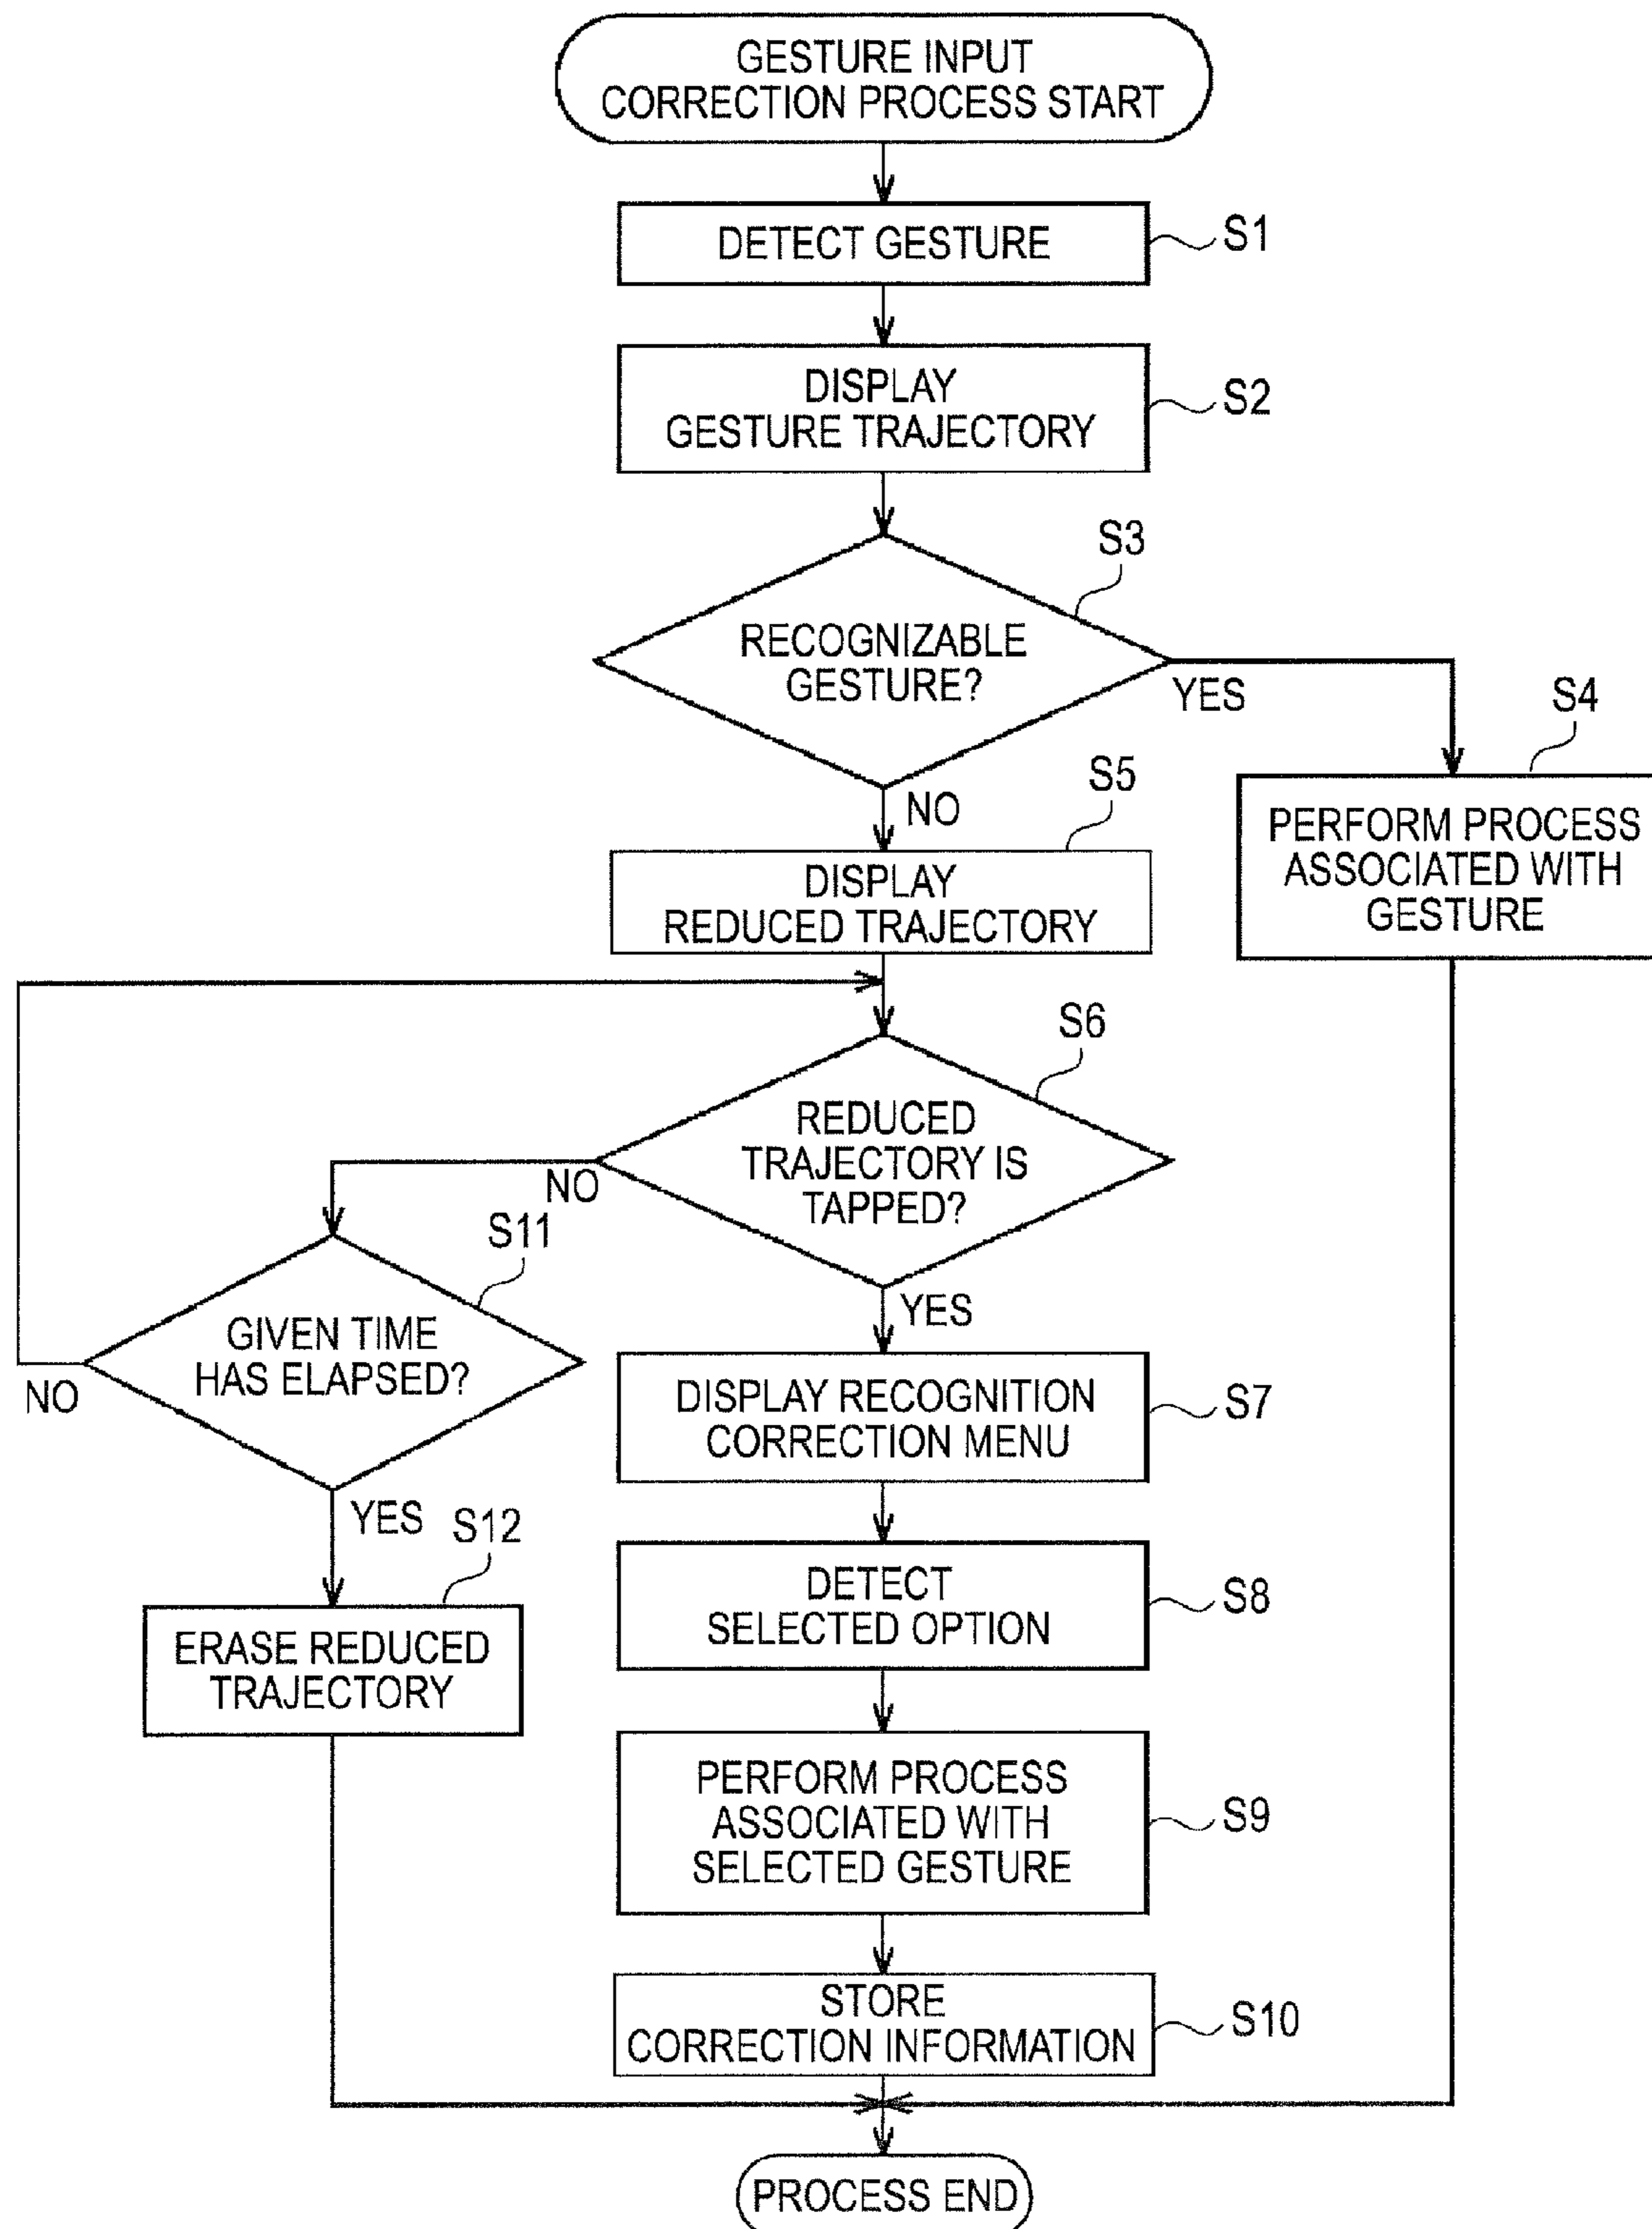 GESTURE INPUT
CORRECTION PROCESS START
DETECT GESTURE
S1
DISPLAY
GESTURE TRAJECTORY
S2
S3
RECOGNIZABLE
GESTURE?
YES
NO
S4
PERFORM PROCESS
ASSOCIATED WITH
GESTURE
S5
DISPLAY
REDUCED TRAJECTORY
S6
REDUCED
TRAJECTORY IS
TAPPED?
NO
YES
S11
GIVEN TIME
HAS ELAPSED?
NO
YES
S12
ERASE REDUCED
TRAJECTORY
DISPLAY RECOGNITION
CORRECTION MENU
S7
DETECT
SELECTED OPTION
S8
PERFORM PROCESS
ASSOCIATED WITH
SELECTED GESTURE
S9
STORE
CORRECTION INFORMATION
S10
PROCESS END